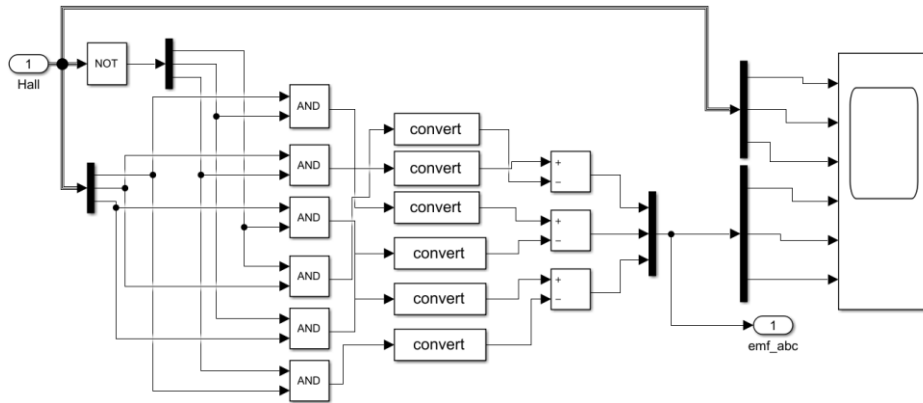 1
Hall
NOT
AND
AND
AND
AND
AND
AND
convert
convert
convert
convert
convert
convert
+
−
+
−
+
−
1
emf_abc